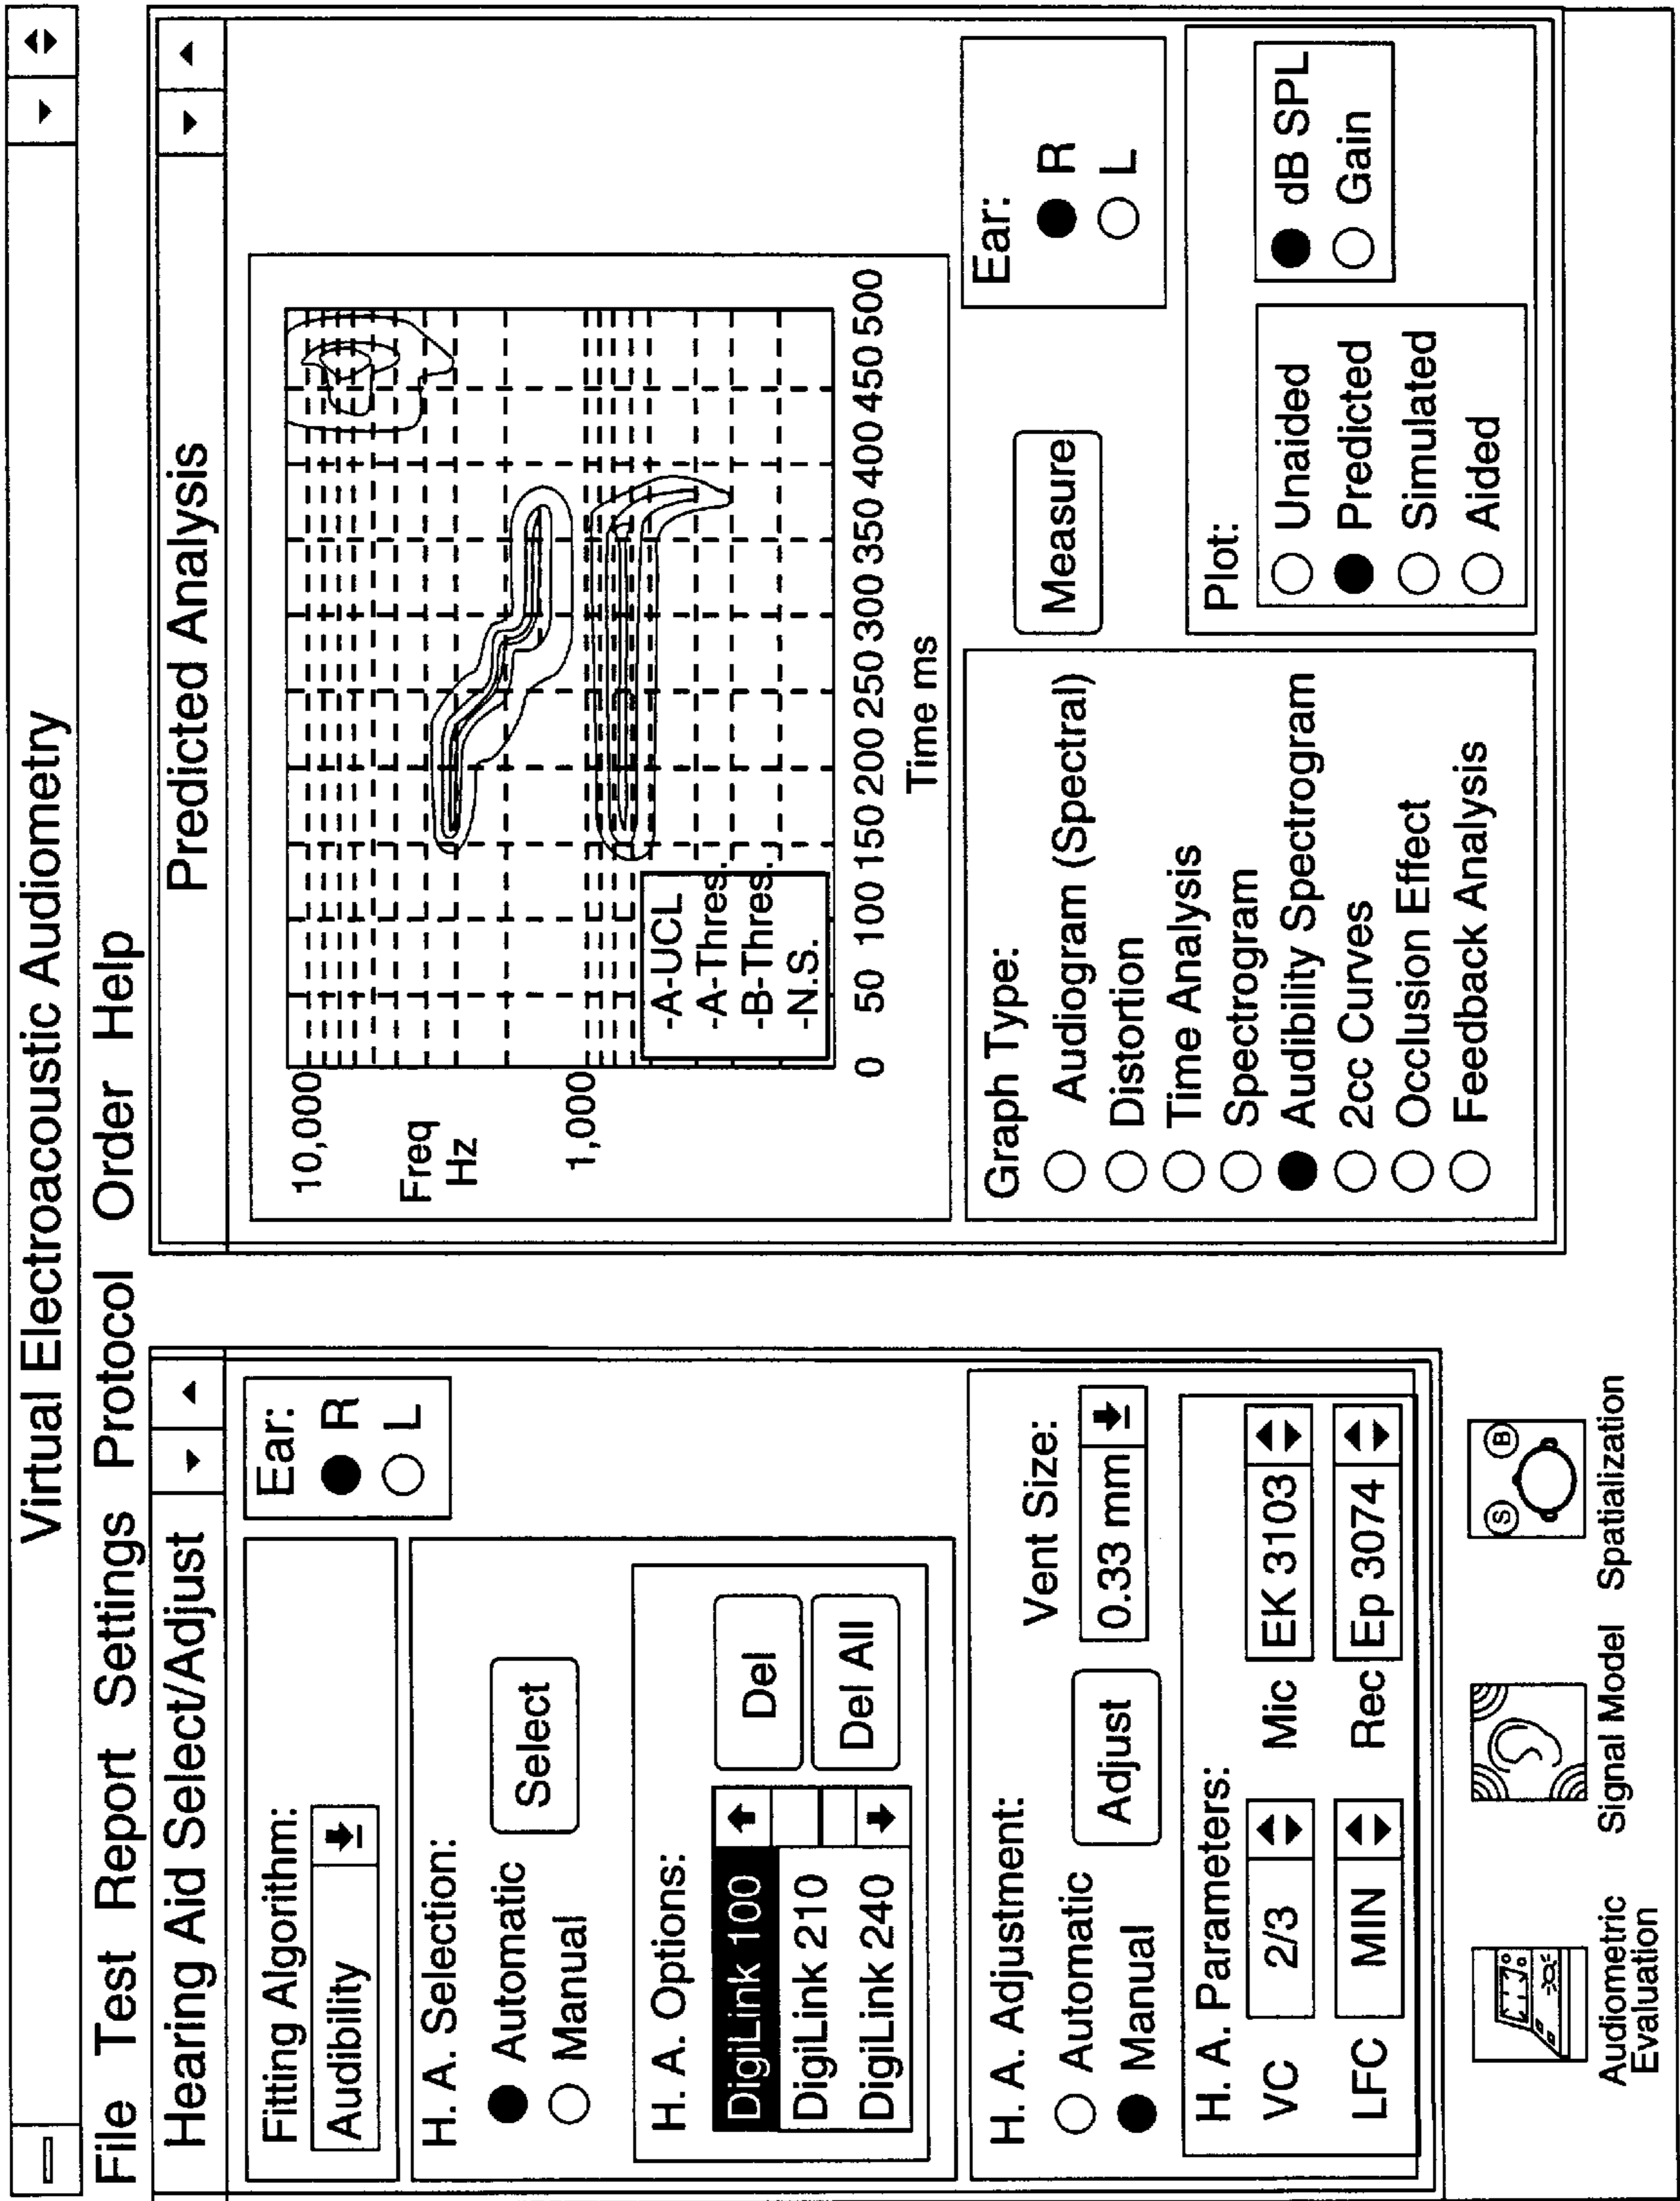 Virtual Electroacoustic Audiometry
File Test Report Settings Protocol Order Help
Hearing Aid Select/Adjust
Fitting Algorithm:
Audibility
Ear:
R
L
H. A. Selection:
Automatic
Manual
Select
H. A. Options:
DigiLink 100
DigiLink 210
DigiLink 240
Del
Del All
H. A. Adjustment:
Automatic
Manual
Adjust
Vent Size:
0.33 mm
H. A. Parameters:
VC 2/3 Mic EK 3103
LFC MIN Rec Ep 3074
Predicted Analysis
10,000
Freq
Hz
1,000
-A-UCL
-A-Thres.
-B-Thres.
-N.S.
0 50 100 150 200 250 300 350 400 450 500
Time ms
Graph Type:
Audiogram (Spectral)
Distortion
Time Analysis
Spectrogram
Audibility Spectrogram
2cc Curves
Occlusion Effect
Feedback Analysis
Measure
Ear:
R
L
Plot:
Unaided
Predicted
Simulated
Aided
dB SPL
Gain
S B
Audiometric
Evaluation
Signal Model
Spatialization